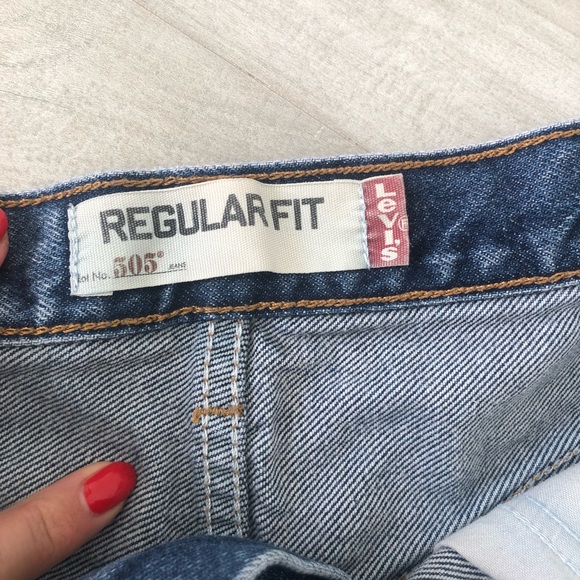 REGULAR FIT
Lot No. 505® JEANS
LeVI'S ®